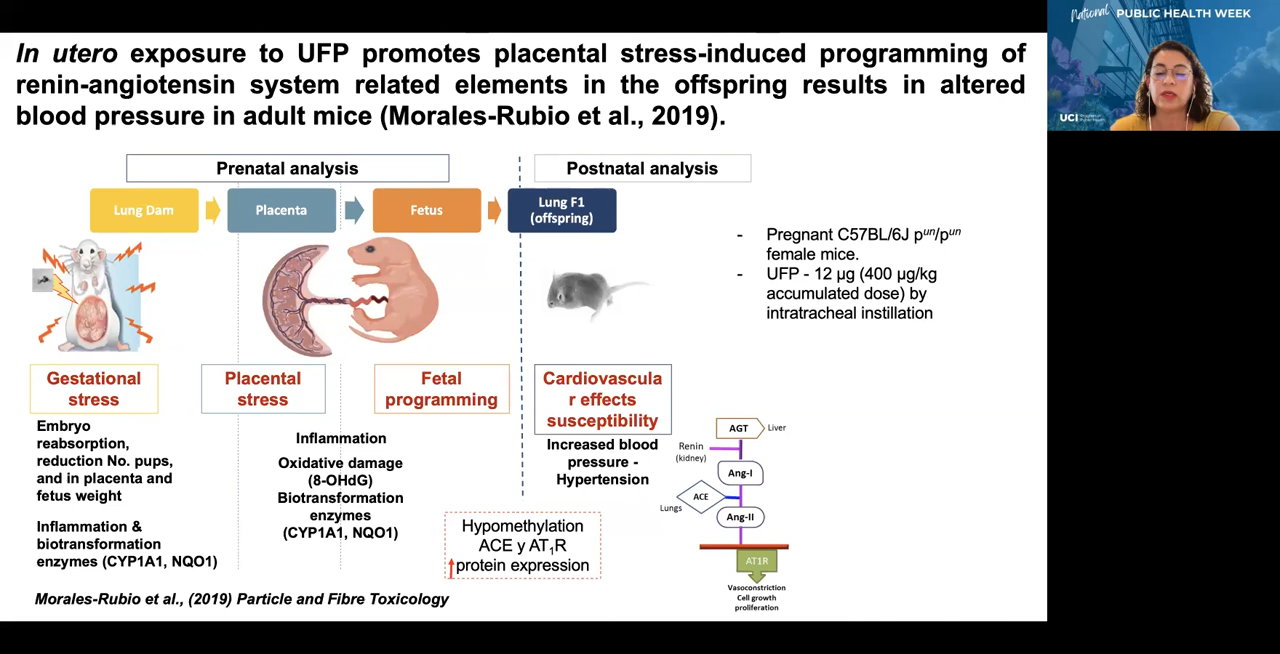 In utero exposure to UFP promotes placental stress-induced programming of
renin-angiotensin system related elements in the offspring results in altered
blood pressure in adult mice (Morales-Rubio et al., 2019).
National PUBLIC HEALTH WEEK
UCI
Prenatal analysis
Postnatal analysis
Lung Dam
Placenta
Fetus
Lung F1
(offspring)
- Pregnant C57BL/6J pun/pun
female mice.
- UFP - 12 µg (400 µg/kg
accumulated dose) by
intratracheal instillation
Gestational
stress
Placental
stress
Fetal
programming
Cardiovascula
r effects
susceptibility
Embryo
reabsorption,
reduction No. pups,
and in placenta and
fetus weight
Inflammation &
biotransformation
enzymes (CYP1A1, NQO1)
Inflammation
Oxidative damage
(8-OHdG)
Biotransformation
enzymes
(CYP1A1, NQO1)
Increased blood
pressure -
Hypertension
Hypomethylation
ACE y AT1R
protein expression
AGT
Liver
Renin
(kidney)
Ang-I
ACE
Lungs
Ang-II
AT1R
Vasoconstriction
Cell growth
proliferation
Morales-Rubio et al., (2019) Particle and Fibre Toxicology